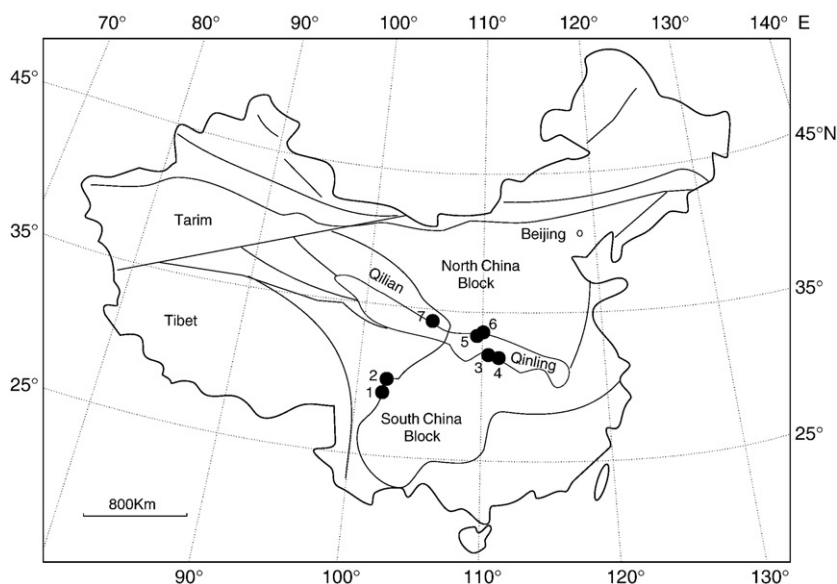 70° 80° 90° 100° 110° 120° 130° 140° E
45°
45°N
Tarim
Beijing
35°
Qilian
North China
Block
35°
7
6
5
Tibet
3
4
Qinling
2
25°
1
South China
Block
25°
800Km
90° 100° 110° 120° 130°